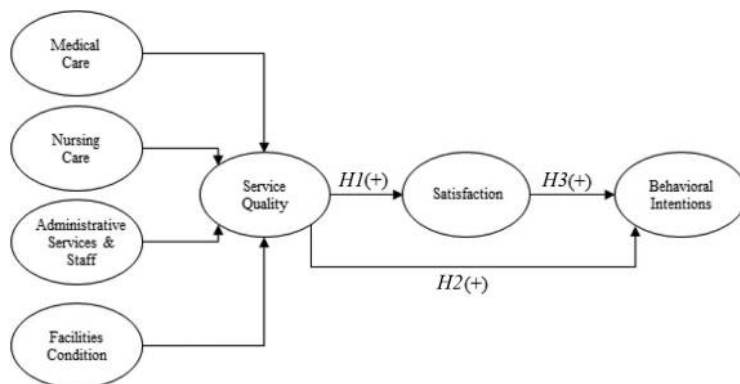 Medical
Care
Nursing
Care
Administrative
Services &
Staff
Facilities
Condition
Service
Quality
H1(+)
Satisfaction
H3(+)
Behavioral
Intentions
H2(+)